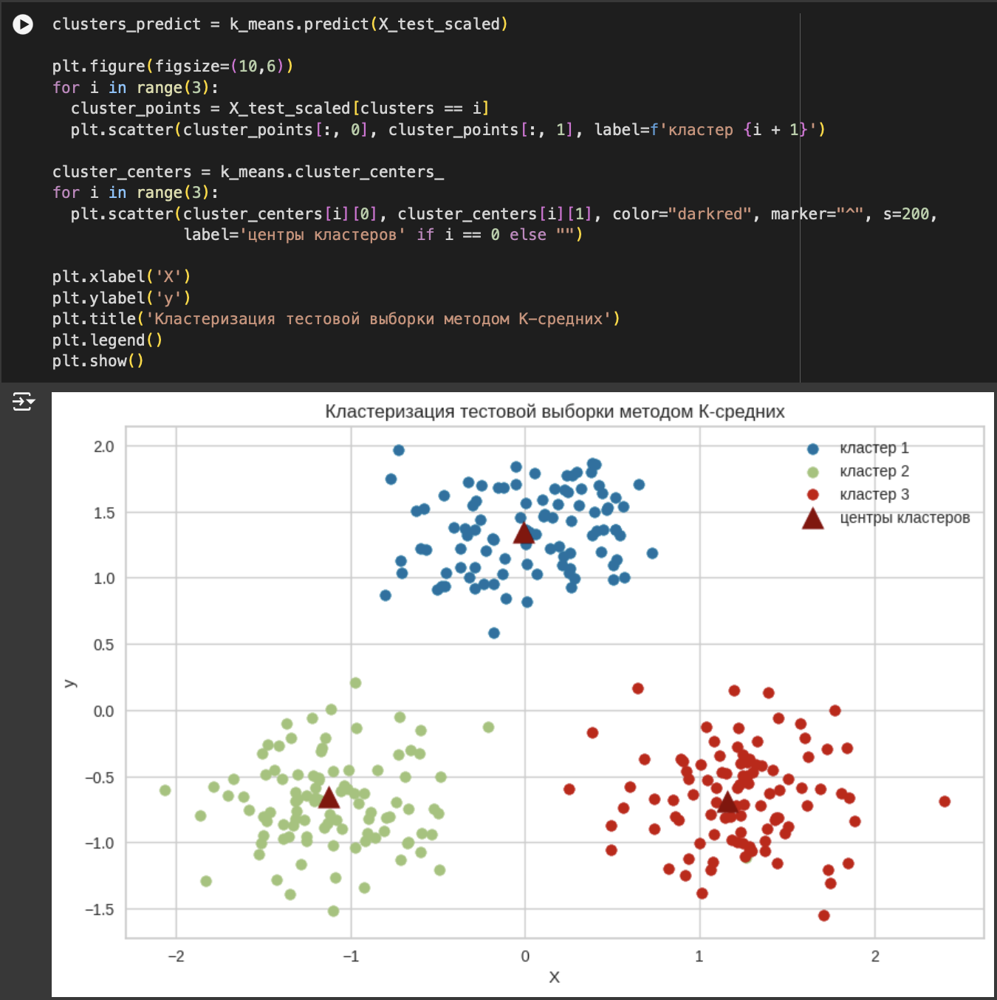 clusters_predict = k_means.predict(X_test_scaled)
plt.figure(figsize=(10,6))
for i in range(3):
  cluster_points = X_test_scaled[clusters == i]
  plt.scatter(cluster_points[:, 0], cluster_points[:, 1], label=f'кластер {i + 1}')
cluster_centers = k_means.cluster_centers_
for i in range(3):
  plt.scatter(cluster_centers[i][0], cluster_centers[i][1], color="darkred", marker="^", s=200,
              label='центры кластеров' if i == 0 else "")
plt.xlabel('X')
plt.ylabel('y')
plt.title('Кластеризация тестовой выборки методом К-средних')
plt.legend()
plt.show()
Кластеризация тестовой выборки методом К-средних
кластер 1
кластер 2
кластер 3
центры кластеров
2.0
1.5
1.0
0.5
0.0
−0.5
−1.0
−1.5
y
−2
−1
0
1
2
X